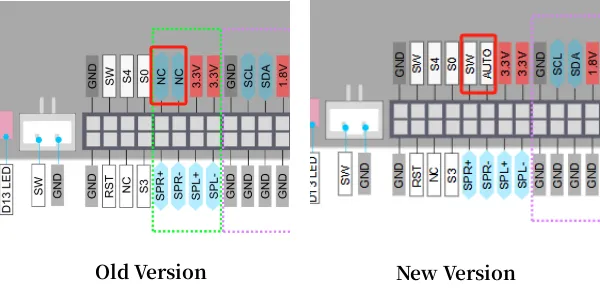 GND SW S4 S0 NC NC 3.3V 3.3V GND SCL SDA 1.8V
D13 LED SW GND GND RST NC S3 SPR+ SPR- SPL+ SPL- GND GND GND GND
Old Version
GND SW S4 S0 SW AUTO 3.3V 3.3V GND SCL SDA 1.8V
D13 LED SW GND GND RST NC S3 SPR+ SPR- SPL+ SPL- GND GND GND GND
New Version